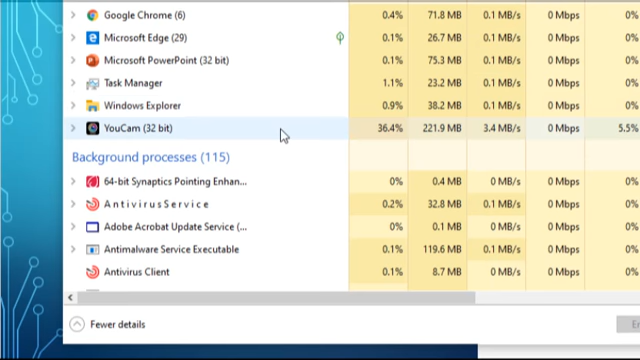 Google Chrome (6) 0.4% 71.8 MB 0.1 MB/s 0 Mbps 0%
Microsoft Edge (29) 0.1% 26.7 MB 0.1 MB/s 0 Mbps 0%
Microsoft PowerPoint (32 bit) 0.1% 75.3 MB 0.1 MB/s 0 Mbps 0%
Task Manager 1.1% 23.2 MB 0.1 MB/s 0 Mbps 0%
Windows Explorer 0.9% 38.2 MB 0.1 MB/s 0 Mbps 0%
YouCam (32 bit) 36.4% 221.9 MB 3.4 MB/s 0 Mbps 5.5%
Background processes (115)
64-bit Synaptics Pointing Enhan... 0% 0.4 MB 0 MB/s 0 Mbps 0%
A n t i v i r u s S e r v i c e 0.2% 32.8 MB 0.1 MB/s 0 Mbps 0%
Adobe Acrobat Update Service (... 0% 0.1 MB 0 MB/s 0 Mbps 0%
Antimalware Service Executable 0.1% 119.6 MB 0.1 MB/s 0 Mbps 0%
Antivirus Client 0.1% 8.7 MB 0 MB/s 0 Mbps 0%
Fewer details